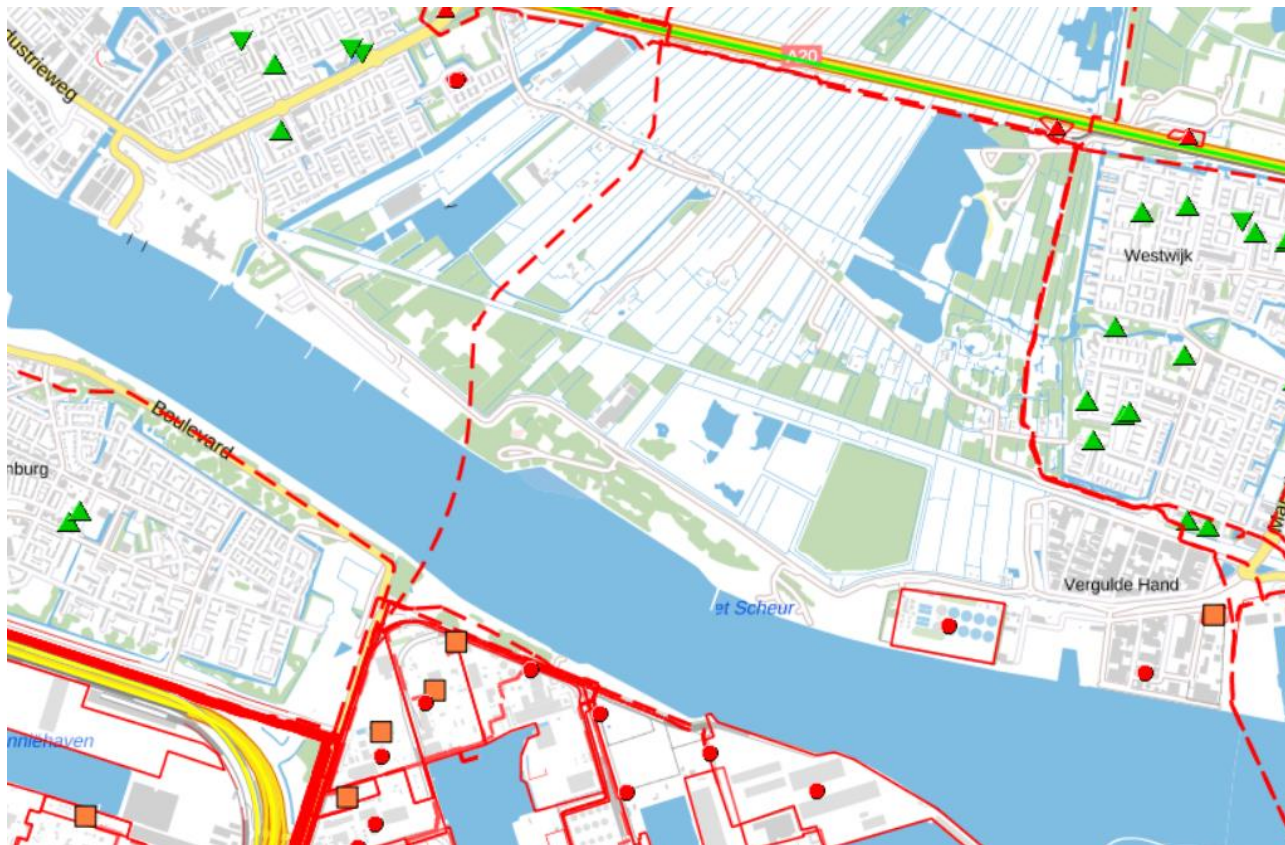 dustrieweg
A20
Westwijk
Boulevard
nburg
Vergulde Hand
et Scheur
nniehaven